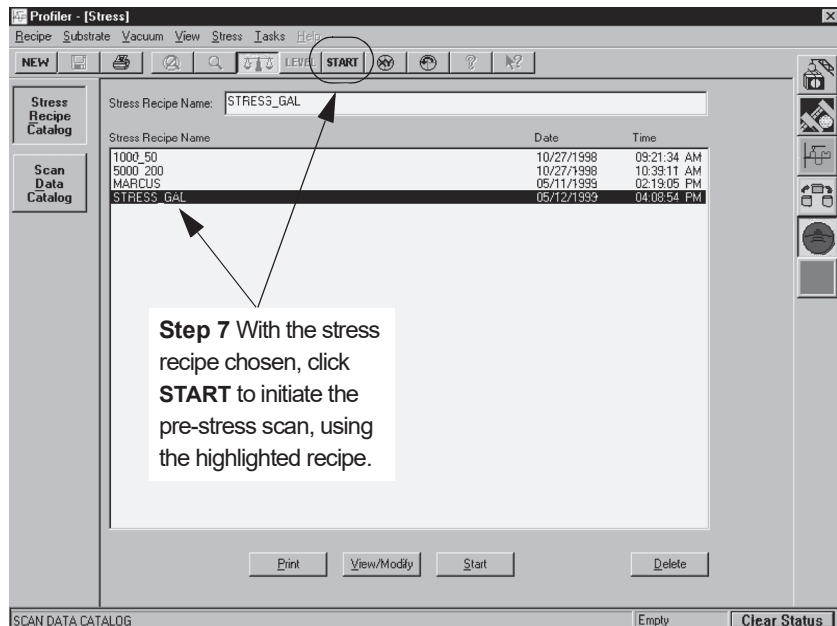 Profiler - [Stress]
Recipe Substrate Vacuum View Stress Tasks Help
NEW LEVEL START XY
Stress Recipe Catalog
Scan Data Catalog
Stress Recipe Name: STRESS_GAL
Stress Recipe Name Date Time
1000_50 10/27/1998 09:21:34 AM
5000_200 10/27/1998 10:39:11 AM
MARCUS 05/11/1999 02:19:05 PM
STRESS_GAL 05/12/1999 04:08:54 PM
Step 7 With the stress
recipe chosen, click
START to initiate the
pre-stress scan, using
the highlighted recipe.
Print View/Modify Start Delete
SCAN DATA CATALOG Empty Clear Status